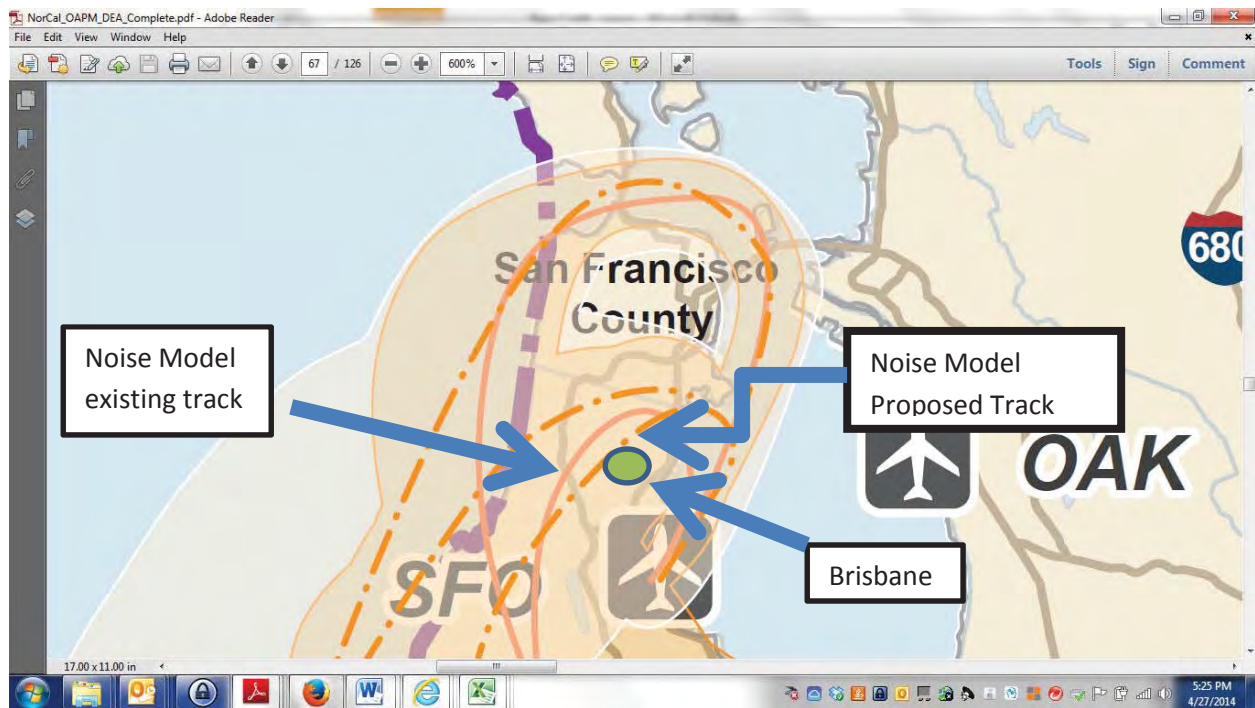 NorCal_OAPM_DEA_Complete.pdf - Adobe Reader
File Edit View Window Help
67 / 126
600%
Tools Sign Comment
680
San Francisco
County
Noise Model
existing track
Noise Model
Proposed Track
OAK
SFO
Brisbane
17.00 x 11.00 in
5:25 PM
4/27/2014